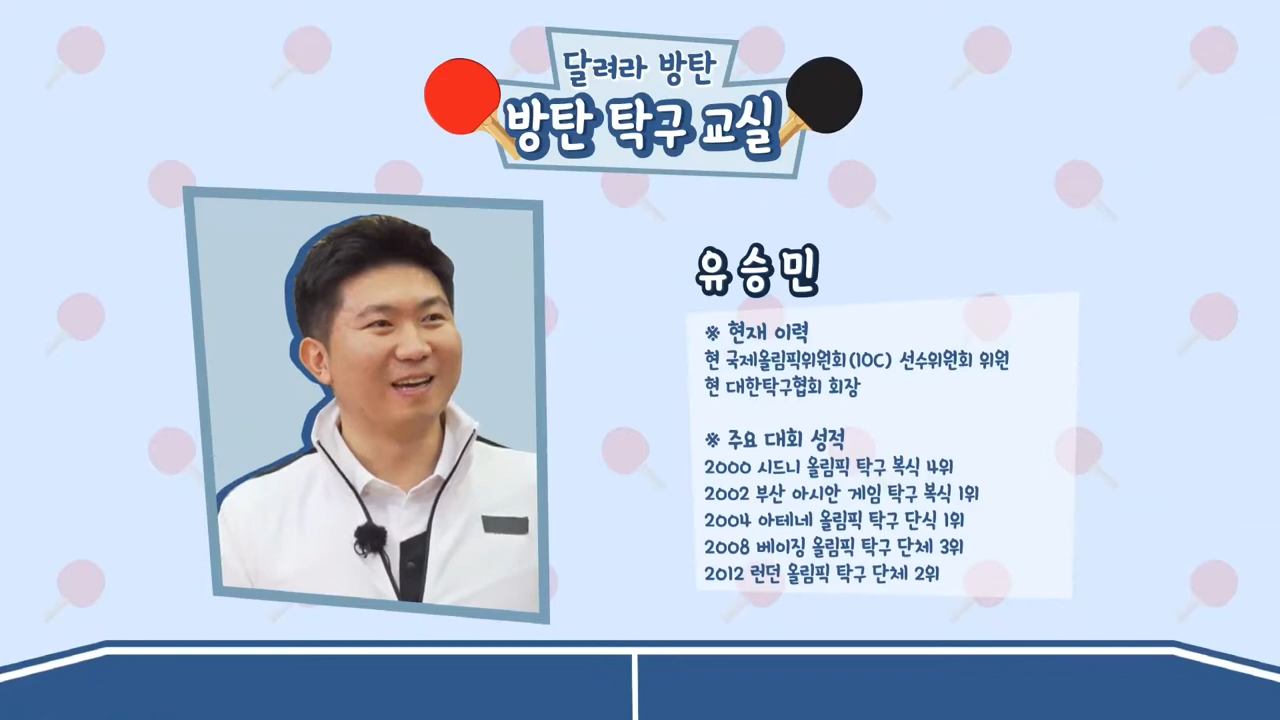 달려라 방탄
방탄 탁구 교실
유승민
※ 현재 이력
현 국제올림픽위원회(IOC) 선수위원회 위원
현 대한탁구협회 회장
※ 주요 대회 성적
2000 시드니 올림픽 탁구 복식 4위
2002 부산 아시안 게임 탁구 복식 1위
2004 아테네 올림픽 탁구 단식 1위
2008 베이징 올림픽 탁구 단체 3위
2012 런던 올림픽 탁구 단체 2위